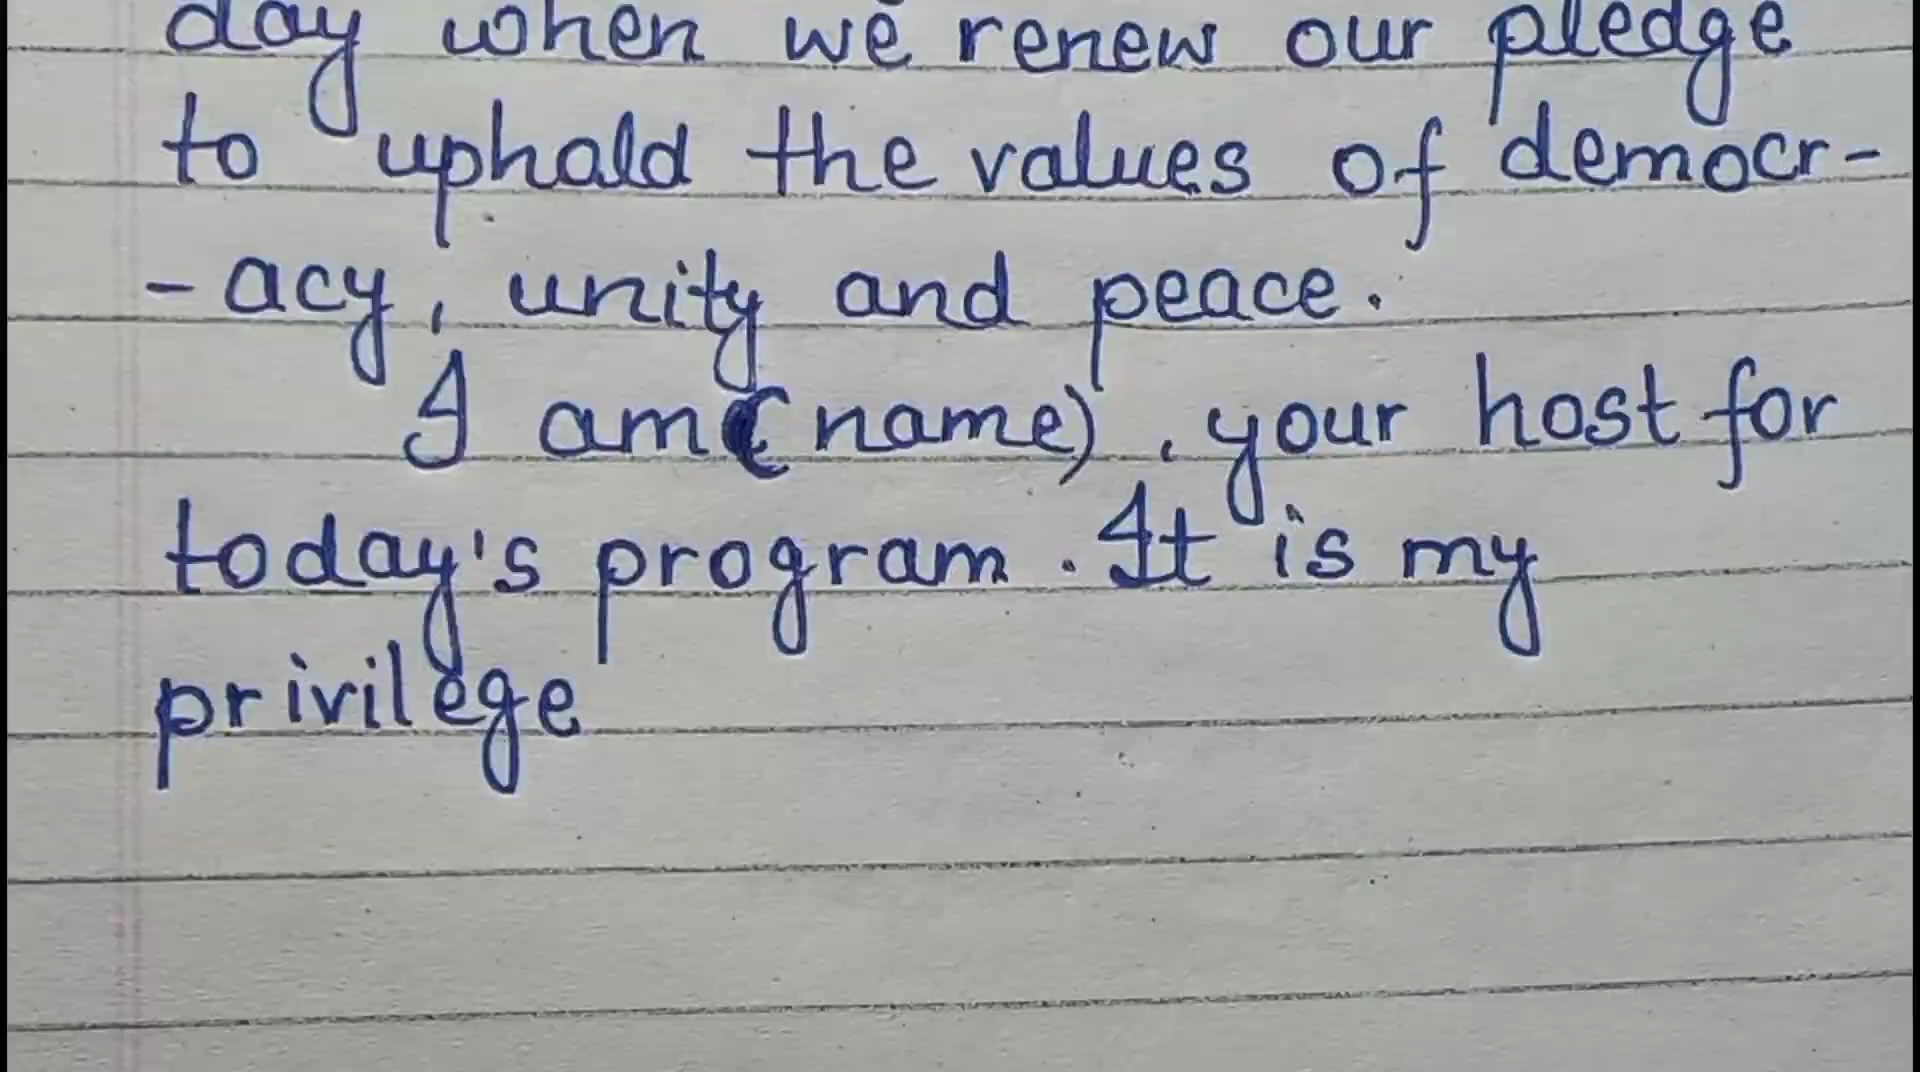 day when we renew our pledge
to uphald the values of democr-
- acy, unity and peace.
I am (name), your host for
today's program. It is my
privilege